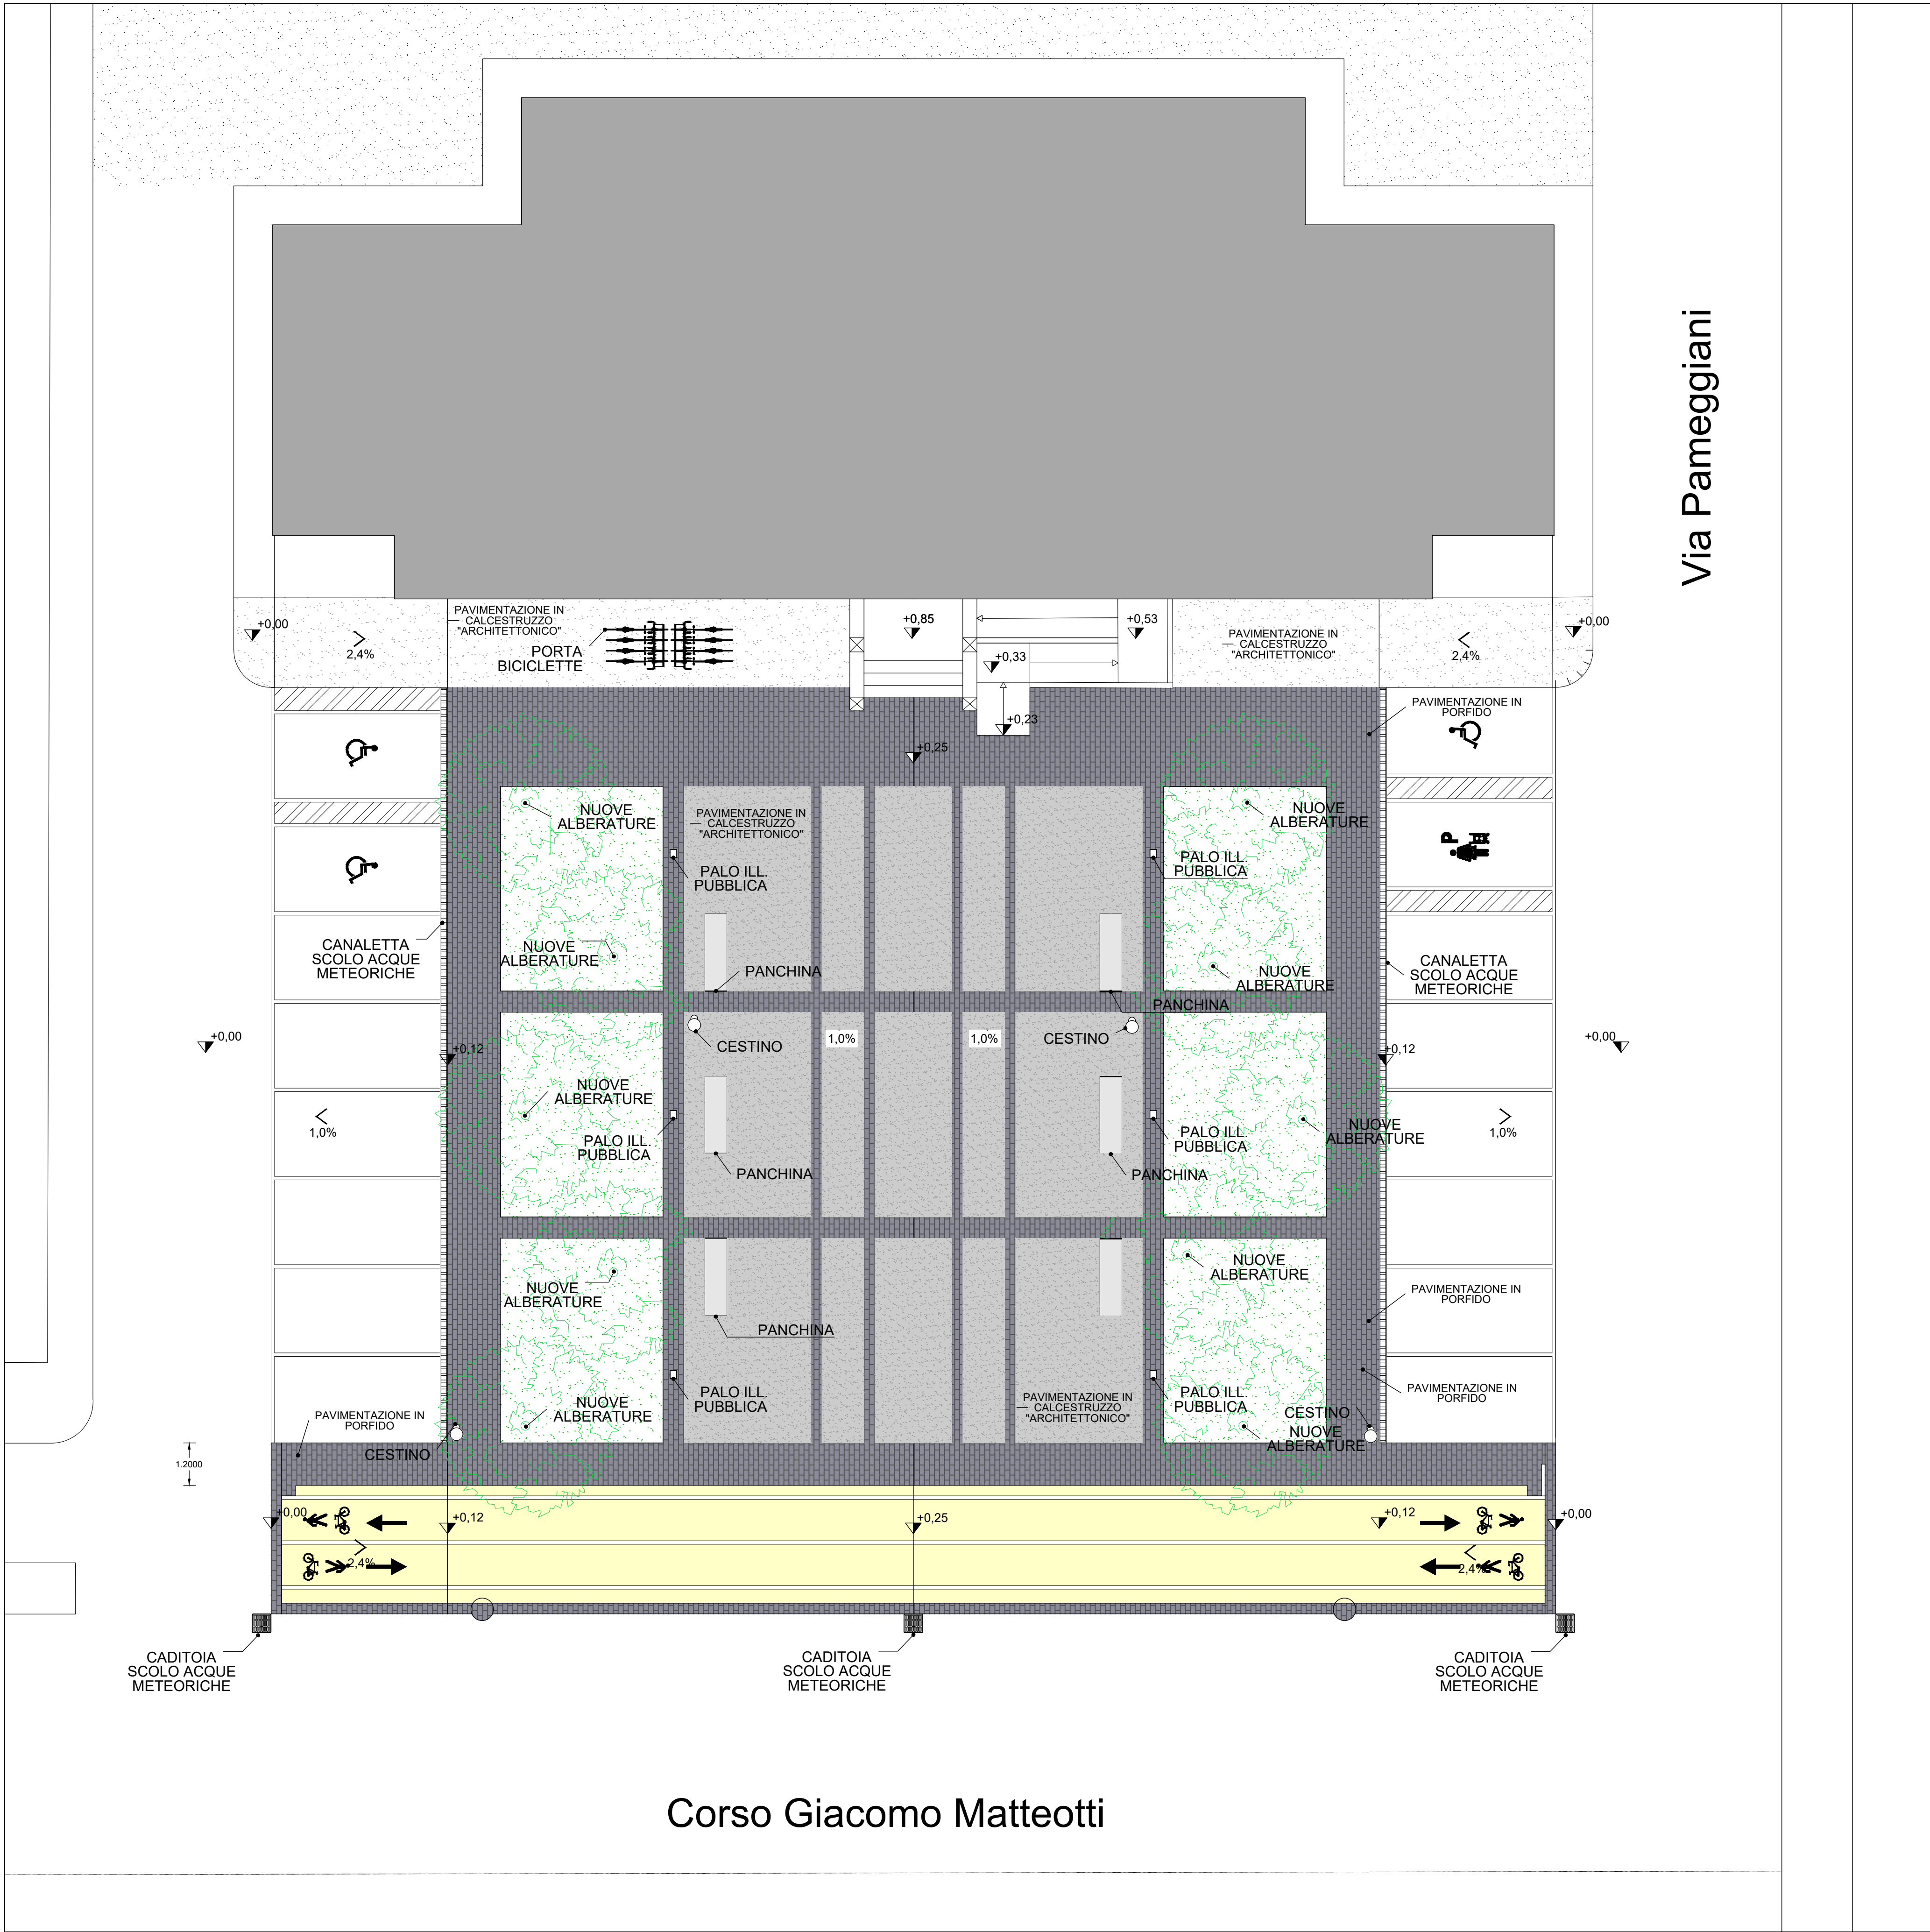 Via Pameggiani
PAVIMENTAZIONE IN
CALCESTRUZZO
"ARCHITETTONICO"
+0,00
2,4%
PORTA
BICICLETTE
+0,85
+0,53
+0,33
+0,23
PAVIMENTAZIONE IN
CALCESTRUZZO
"ARCHITETTONICO"
2,4%
+0,00
PAVIMENTAZIONE IN
PORFIDO
+0,25
NUOVE
ALBERATURE
PAVIMENTAZIONE IN
CALCESTRUZZO
"ARCHITETTONICO"
NUOVE
ALBERATURE
P
PALO ILL.
PUBBLICA
PALO ILL.
PUBBLICA
CANALETTA
SCOLO ACQUE
METEORICHE
NUOVE
ALBERATURE
PANCHINA
NUOVE
ALBERATURE
PANCHINA
CANALETTA
SCOLO ACQUE
METEORICHE
+0,00
+0,12
CESTINO
1,0%
1,0%
CESTINO
+0,12
+0,00
1,0%
NUOVE
ALBERATURE
PALO ILL.
PUBBLICA
PANCHINA
PALO ILL.
PUBBLICA
PANCHINA
NUOVE
ALBERATURE
1,0%
NUOVE
ALBERATURE
PANCHINA
NUOVE
ALBERATURE
PAVIMENTAZIONE IN
PORFIDO
PAVIMENTAZIONE IN
PORFIDO
CESTINO
NUOVE
ALBERATURE
PALO ILL.
PUBBLICA
PAVIMENTAZIONE IN
CALCESTRUZZO
"ARCHITETTONICO"
PALO ILL.
PUBBLICA
CESTINO
NUOVE
ALBERATURE
PAVIMENTAZIONE IN
PORFIDO
1.2000
+0,00
+0,12
+0,25
+0,12
+0,00
2,4%
2,4%
CADITOIA
SCOLO ACQUE
METEORICHE
CADITOIA
SCOLO ACQUE
METEORICHE
CADITOIA
SCOLO ACQUE
METEORICHE
Corso Giacomo Matteotti